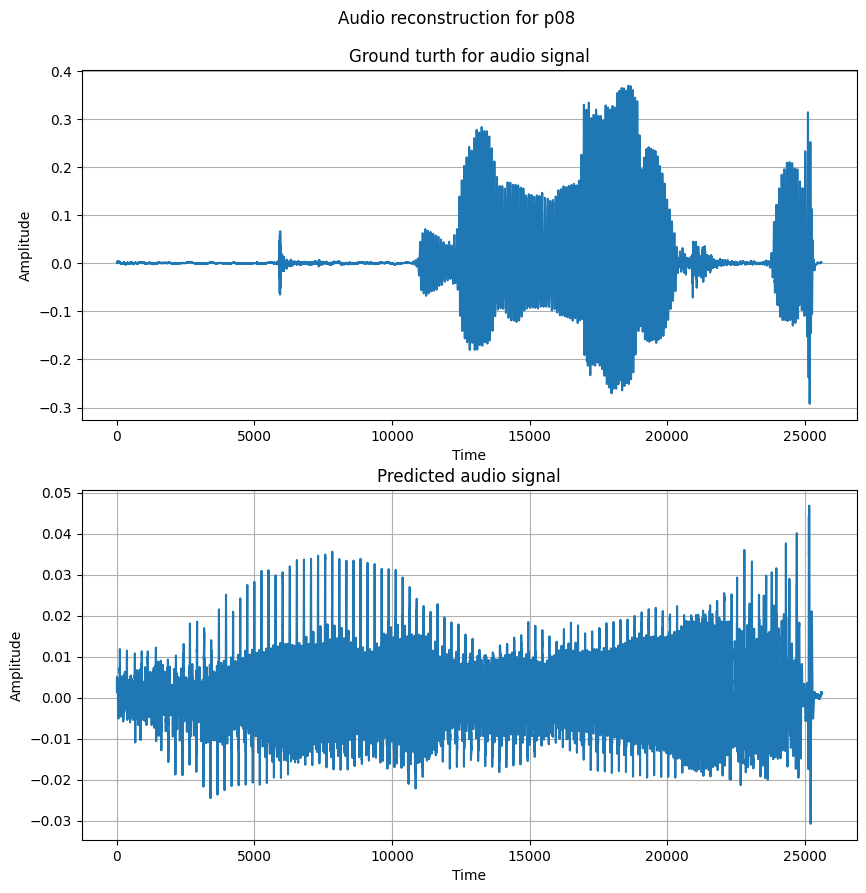 Audio reconstruction for p08
Ground turth for audio signal
0.4
0.3
0.2
0.1
0.0
−0.1
−0.2
−0.3
Amplitude
0 5000 10000 15000 20000 25000
Time
Predicted audio signal
0.05
0.04
0.03
0.02
0.01
0.00
−0.01
−0.02
−0.03
Amplitude
0 5000 10000 15000 20000 25000
Time